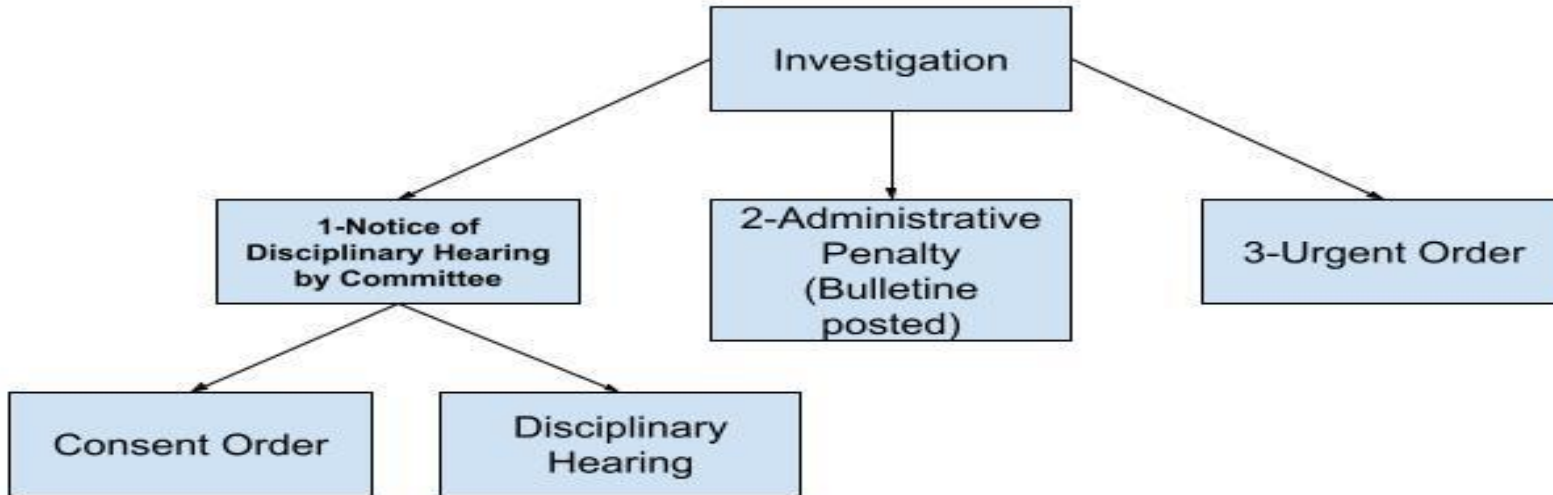 Investigation
1-Notice of
Disciplinary Hearing
by Committee
2-Administrative
Penalty
(Bulletine
posted)
3-Urgent Order
Consent Order
Disciplinary
Hearing